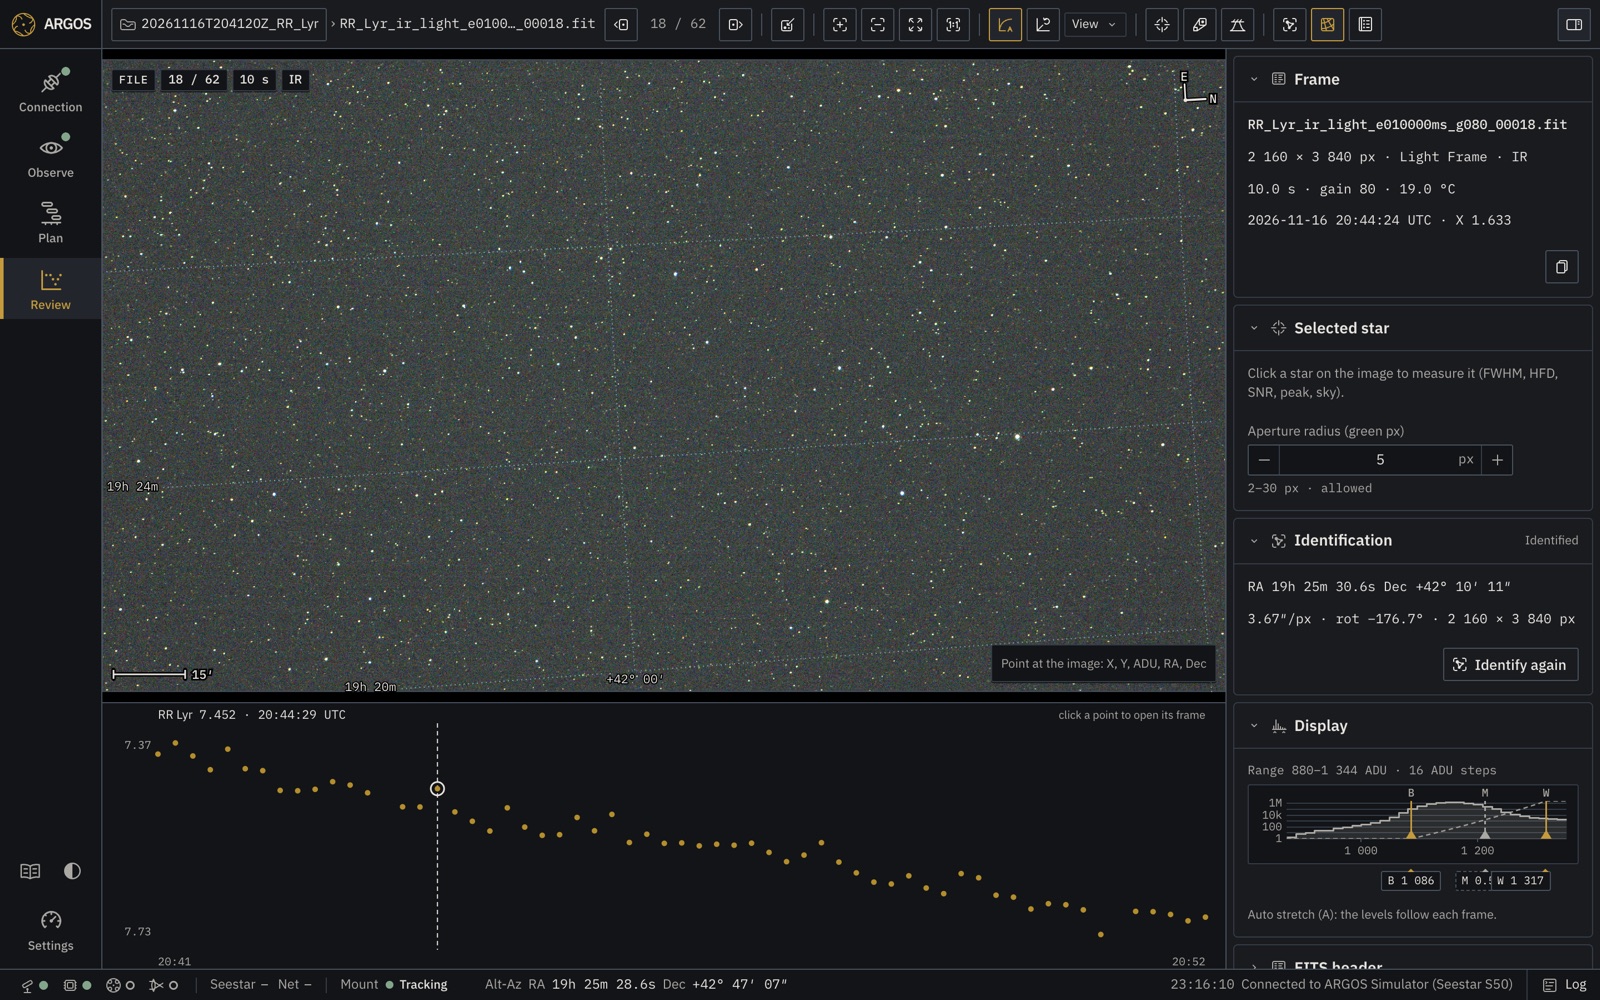 ARGOS
20261116T204120Z_RR_Lyr › RR_Lyr_ir_light_e0100…_00018.fit
18 / 62
View
Connection
Observe
Plan
Review
Settings
FILE 18 / 62 10 s IR
E
N
19h 24m
15′
19h 20m
+42° 00′
Point at the image: X, Y, ADU, RA, Dec
RR Lyr 7.452 · 20:44:29 UTC
click a point to open its frame
7.37
7.73
20:41
20:52
Frame
RR_Lyr_ir_light_e010000ms_g080_00018.fit
2 160 × 3 840 px · Light Frame · IR
10.0 s · gain 80 · 19.0 °C
2026-11-16 20:44:24 UTC · X 1.633
Selected star
Click a star on the image to measure it (FWHM, HFD,
SNR, peak, sky).
Aperture radius (green px)
− 5 px +
2–30 px · allowed
Identification Identified
RA 19h 25m 30.6s Dec +42° 10′ 11″
3.67″/px · rot −176.7° · 2 160 × 3 840 px
Identify again
Display
Range 880–1 344 ADU · 16 ADU steps
B M W
1M
10k
100
1
1 000 1 200
B 1 086 M 0. W 1 317
Auto stretch (A): the levels follow each frame.
FITS header
Seestar – Net – Mount Tracking Alt-Az RA 19h 25m 28.6s Dec +42° 47′ 07″
23:16:10 Connected to ARGOS Simulator (Seestar S50) Log